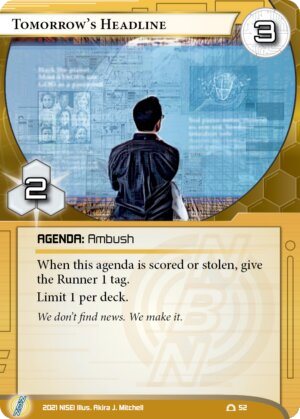 Tomorrow's Headline
3
2
AGENDA: Ambush
When this agenda is scored or stolen, give
the Runner 1 tag.
Limit 1 per deck.
We don't find news. We make it.
NBN
2021 NISEI Illus. Akira J. Mitchell
52